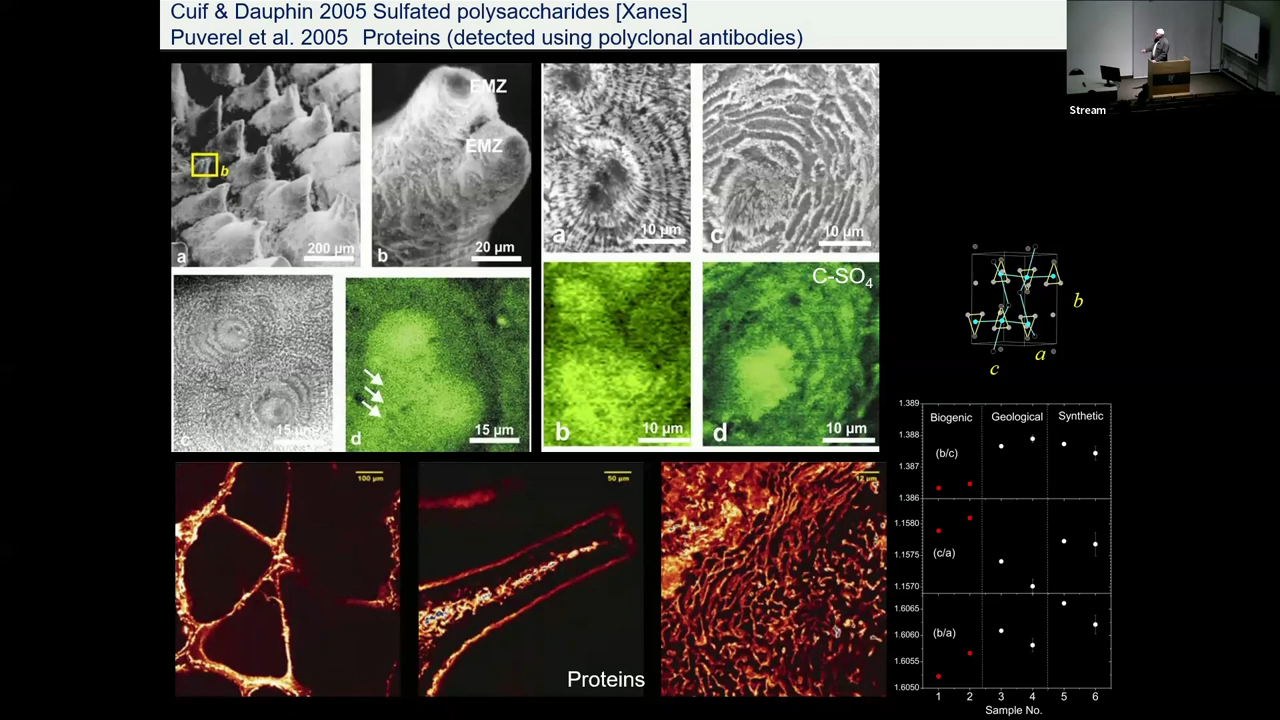 Cuif & Dauphin 2005 Sulfated polysaccharides [Xanes]
Puverel et al. 2005 Proteins (detected using polyclonal antibodies)
Stream
EMZ
EMZ
b
200 µm
a
20 µm
b
10 µm
a
10 µm
c
15 µm
c
15 µm
d
10 µm
b
C-SO4
10 µm
d
b
a
c
100 µm
50 µm
Proteins
12 µm
Biogenic Geological Synthetic
(b/c)
(c/a)
(b/a)
1.389
1.388
1.387
1.386
1.1580
1.1575
1.1570
1.6065
1.6060
1.6055
1.6050
1 2 3 4 5 6
Sample No.